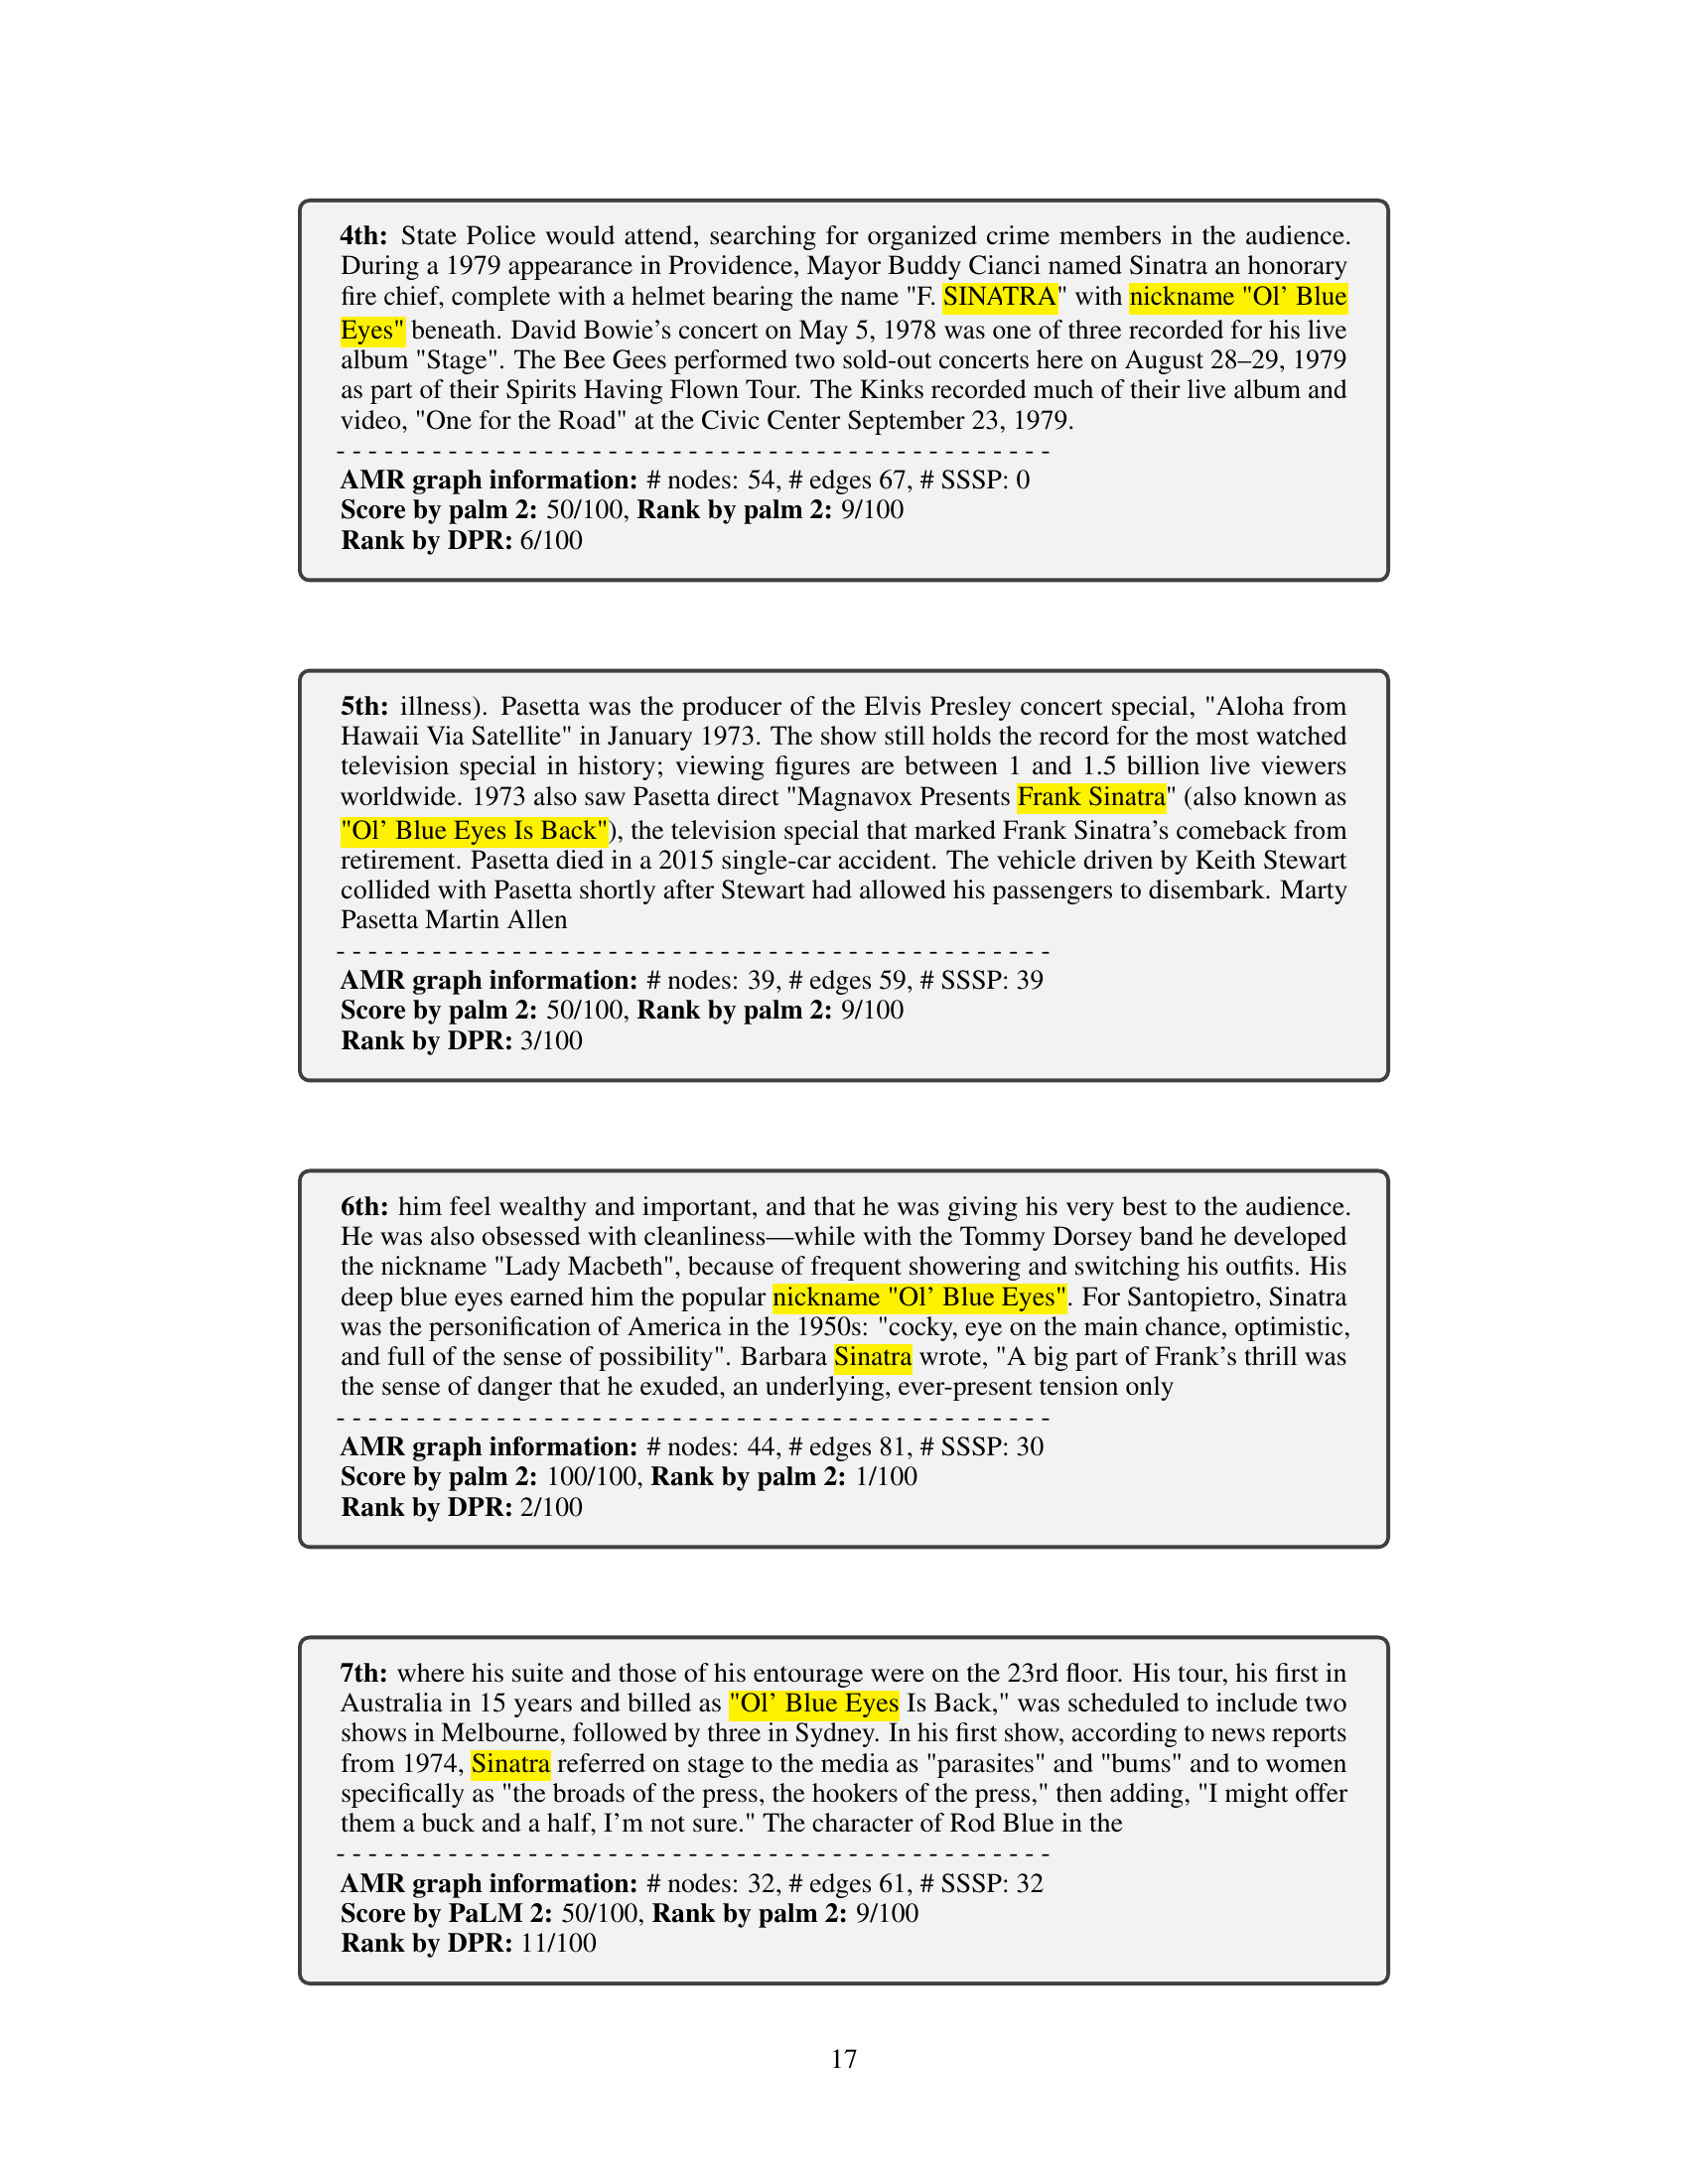 4th: State Police would attend, searching for organized crime members in the audience.
During a 1979 appearance in Providence, Mayor Buddy Cianci named Sinatra an honorary
fire chief, complete with a helmet bearing the name "F. SINATRA" with nickname "Ol' Blue
Eyes" beneath. David Bowie's concert on May 5, 1978 was one of three recorded for his live
album "Stage". The Bee Gees performed two sold-out concerts here on August 28–29, 1979
as part of their Spirits Having Flown Tour. The Kinks recorded much of their live album and
video, "One for the Road" at the Civic Center September 23, 1979.
- - - - - - - - - - - - - - - - - - - - - - - - - - - - - - - - - - - - - - - - - - - - -
AMR graph information: # nodes: 54, # edges 67, # SSSP: 0
Score by palm 2: 50/100, Rank by palm 2: 9/100
Rank by DPR: 6/100
5th: illness). Pasetta was the producer of the Elvis Presley concert special, "Aloha from
Hawaii Via Satellite" in January 1973. The show still holds the record for the most watched
television special in history; viewing figures are between 1 and 1.5 billion live viewers
worldwide. 1973 also saw Pasetta direct "Magnavox Presents Frank Sinatra" (also known as
"Ol' Blue Eyes Is Back"), the television special that marked Frank Sinatra's comeback from
retirement. Pasetta died in a 2015 single-car accident. The vehicle driven by Keith Stewart
collided with Pasetta shortly after Stewart had allowed his passengers to disembark. Marty
Pasetta Martin Allen
- - - - - - - - - - - - - - - - - - - - - - - - - - - - - - - - - - - - - - - - - - - - -
AMR graph information: # nodes: 39, # edges 59, # SSSP: 39
Score by palm 2: 50/100, Rank by palm 2: 9/100
Rank by DPR: 3/100
6th: him feel wealthy and important, and that he was giving his very best to the audience.
He was also obsessed with cleanliness—while with the Tommy Dorsey band he developed
the nickname "Lady Macbeth", because of frequent showering and switching his outfits. His
deep blue eyes earned him the popular nickname "Ol' Blue Eyes". For Santopietro, Sinatra
was the personification of America in the 1950s: "cocky, eye on the main chance, optimistic,
and full of the sense of possibility". Barbara Sinatra wrote, "A big part of Frank's thrill was
the sense of danger that he exuded, an underlying, ever-present tension only
- - - - - - - - - - - - - - - - - - - - - - - - - - - - - - - - - - - - - - - - - - - - -
AMR graph information: # nodes: 44, # edges 81, # SSSP: 30
Score by palm 2: 100/100, Rank by palm 2: 1/100
Rank by DPR: 2/100
7th: where his suite and those of his entourage were on the 23rd floor. His tour, his first in
Australia in 15 years and billed as "Ol' Blue Eyes Is Back," was scheduled to include two
shows in Melbourne, followed by three in Sydney. In his first show, according to news reports
from 1974, Sinatra referred on stage to the media as "parasites" and "bums" and to women
specifically as "the broads of the press, the hookers of the press," then adding, "I might offer
them a buck and a half, I'm not sure." The character of Rod Blue in the
- - - - - - - - - - - - - - - - - - - - - - - - - - - - - - - - - - - - - - - - - - - - -
AMR graph information: # nodes: 32, # edges 61, # SSSP: 32
Score by PaLM 2: 50/100, Rank by palm 2: 9/100
Rank by DPR: 11/100
17